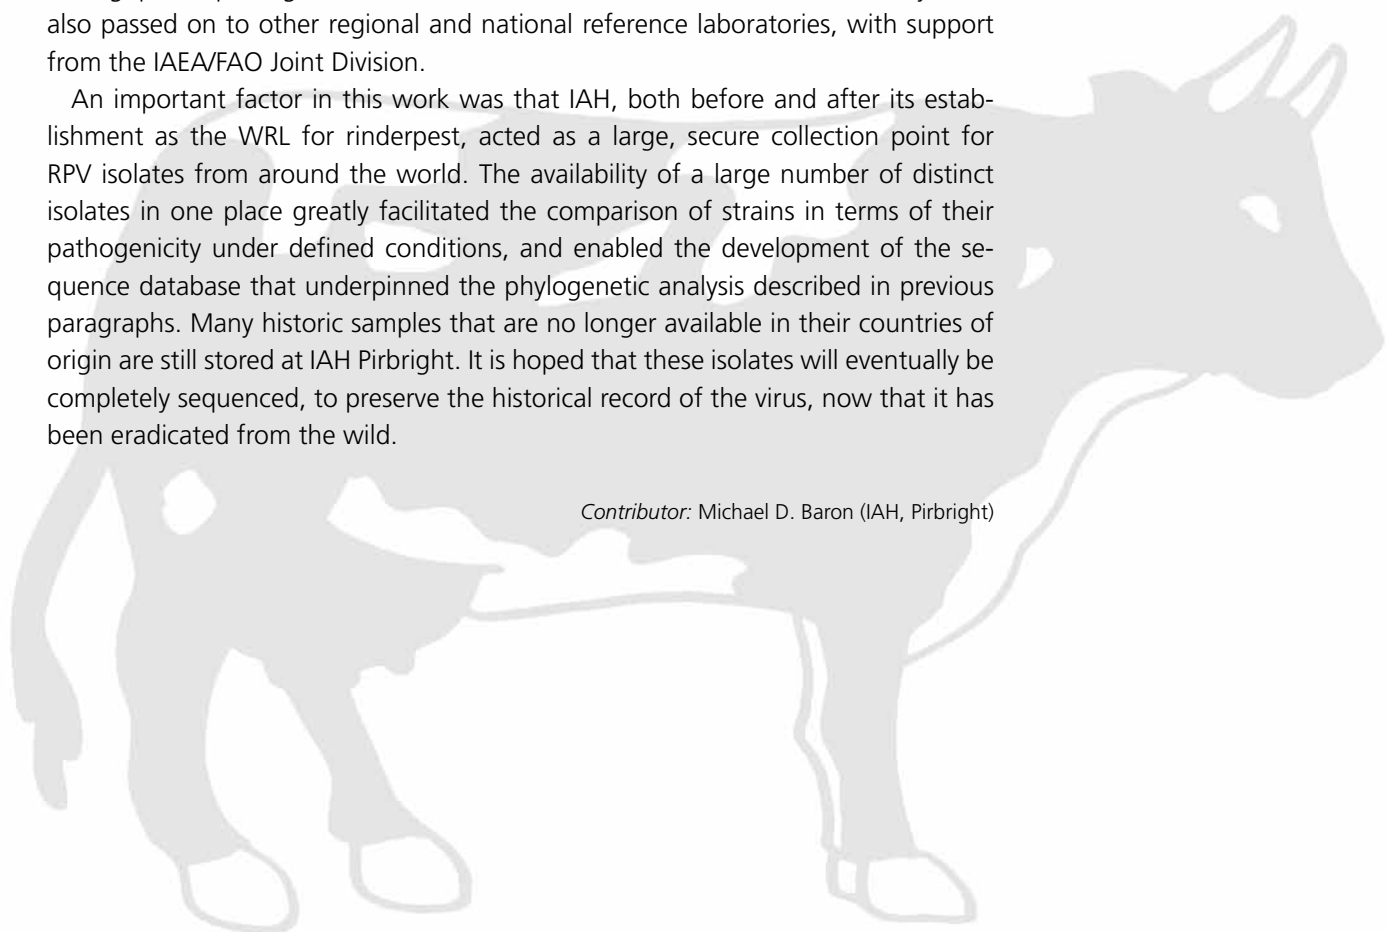 also passed on to other regional and national reference laboratories, with support
from the IAEA/FAO Joint Division.
An important factor in this work was that IAH, both before and after its estab-
lishment as the WRL for rinderpest, acted as a large, secure collection point for
RPV isolates from around the world. The availability of a large number of distinct
isolates in one place greatly facilitated the comparison of strains in terms of their
pathogenicity under defined conditions, and enabled the development of the se-
quence database that underpinned the phylogenetic analysis described in previous
paragraphs. Many historic samples that are no longer available in their countries of
origin are still stored at IAH Pirbright. It is hoped that these isolates will eventually be
completely sequenced, to preserve the historical record of the virus, now that it has
been eradicated from the wild.
Contributor: Michael D. Baron (IAH, Pirbright)